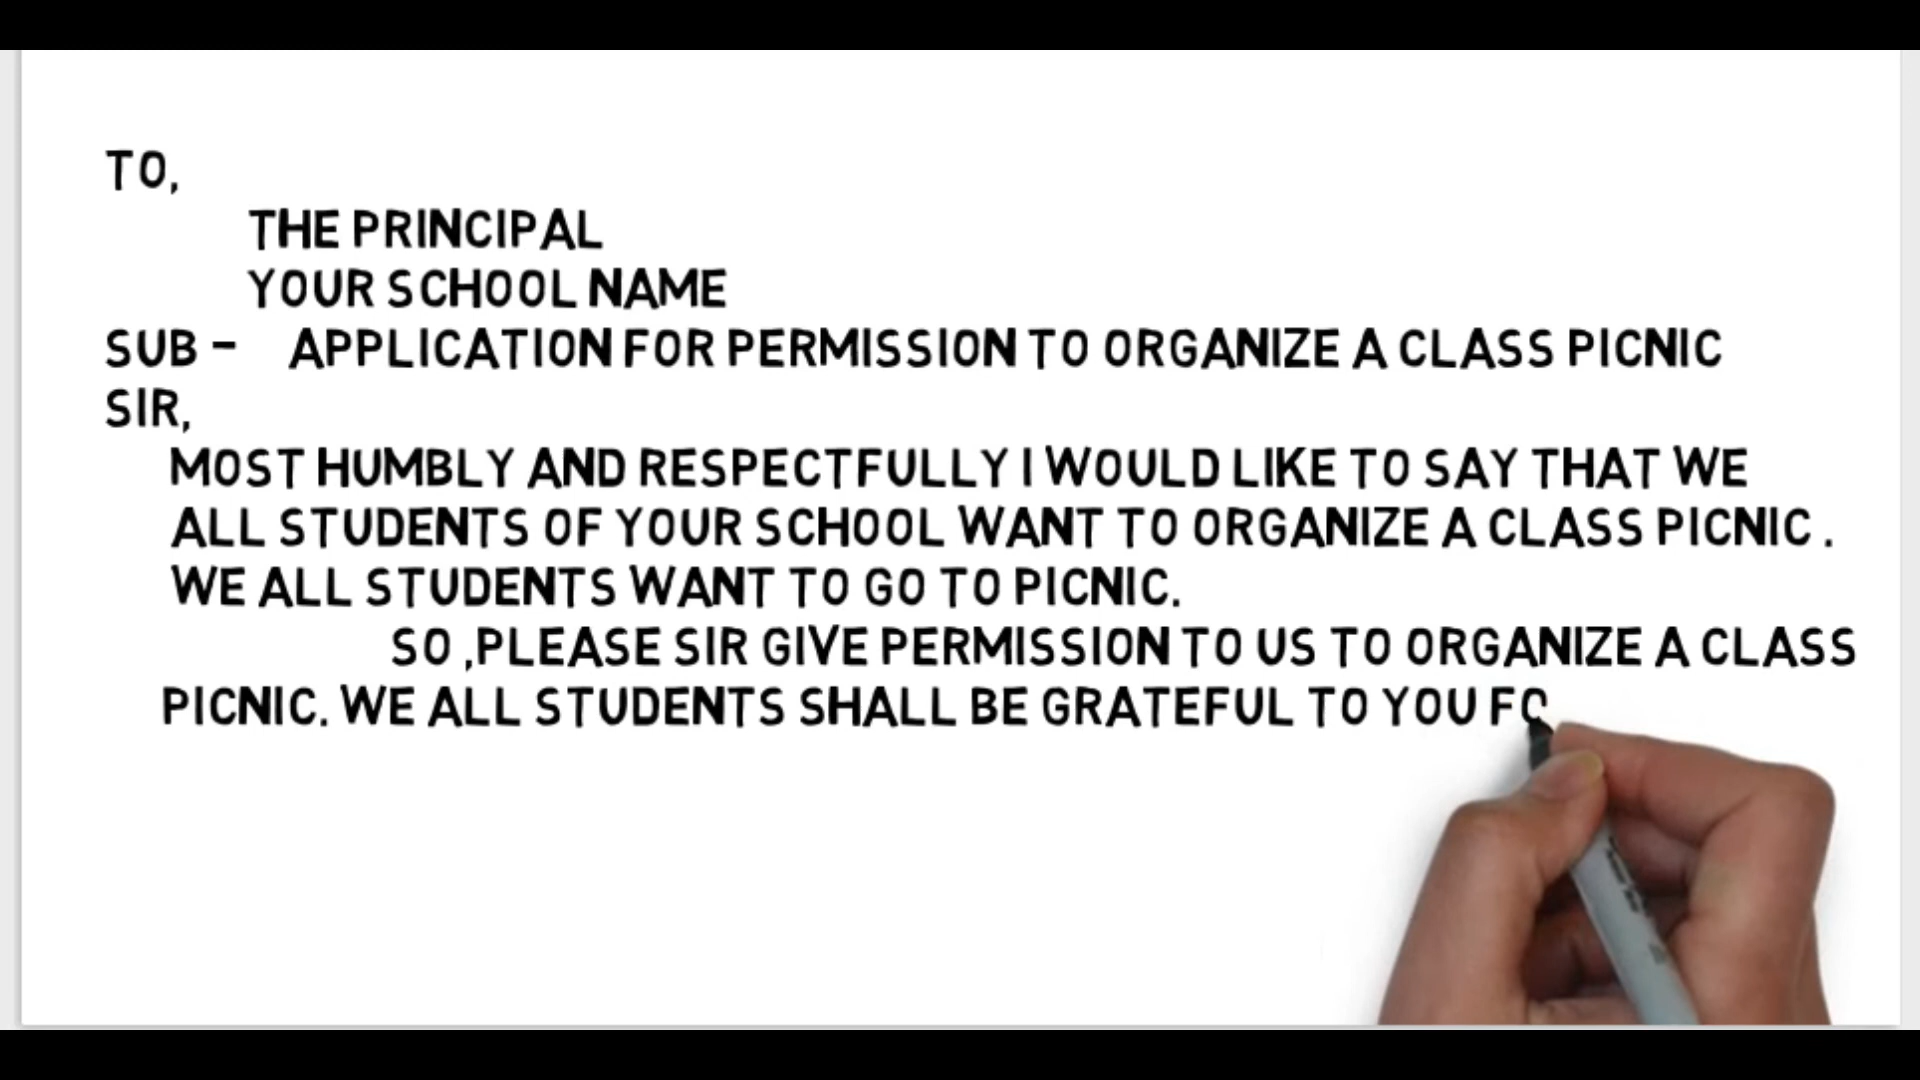 TO,
THE PRINCIPAL
YOUR SCHOOL NAME
SUB - APPLICATION FOR PERMISSION TO ORGANIZE A CLASS PICNIC
SIR,
MOST HUMBLY AND RESPECTFULLY I WOULD LIKE TO SAY THAT WE
ALL STUDENTS OF YOUR SCHOOL WANT TO ORGANIZE A CLASS PICNIC .
WE ALL STUDENTS WANT TO GO TO PICNIC.
SO ,PLEASE SIR GIVE PERMISSION TO US TO ORGANIZE A CLASS
PICNIC. WE ALL STUDENTS SHALL BE GRATEFUL TO YOU FO